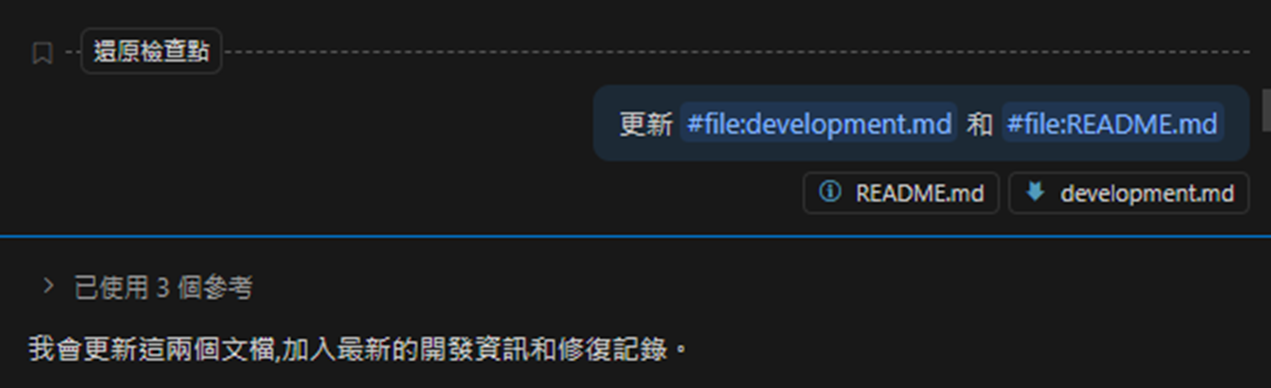 還原檢查點
更新 #file:development.md 和 #file:README.md
README.md development.md
已使用 3 個參考
我會更新這兩個文檔,加入最新的開發資訊和修復記錄。